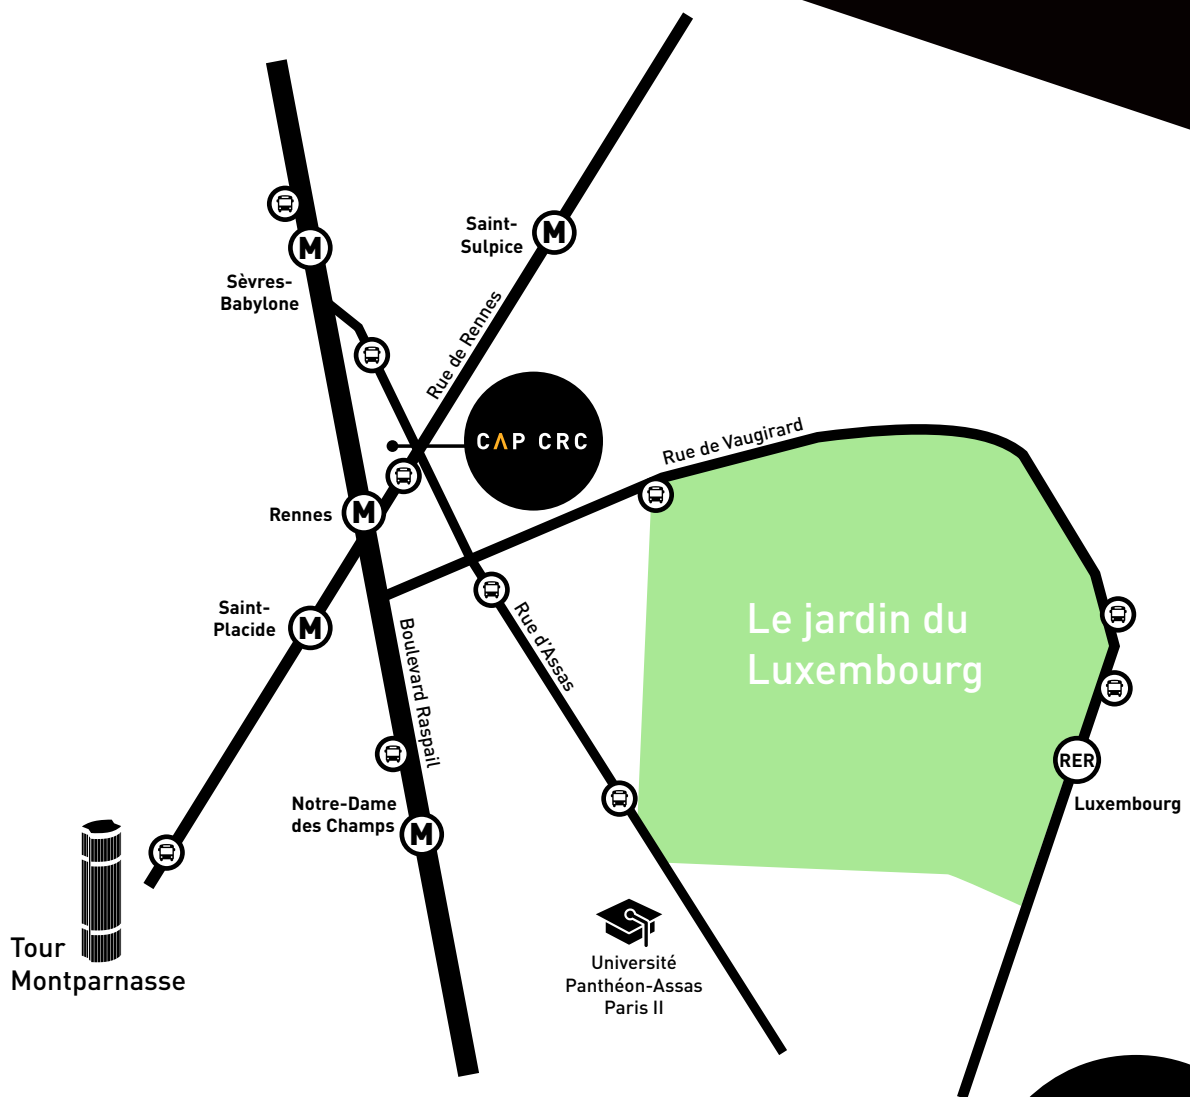 M
Sèvres-
Babylone
Saint-
Sulpice
M
Rue de Rennes
CAP CRC
Rue de Vaugirard
Rennes
M
Saint-
Placide
M
Boulevard Raspail
Rue d'Assas
Le jardin du
Luxembourg
RER
Luxembourg
Notre-Dame
des Champs
M
Tour
Montparnasse
Université
Panthéon-Assas
Paris II